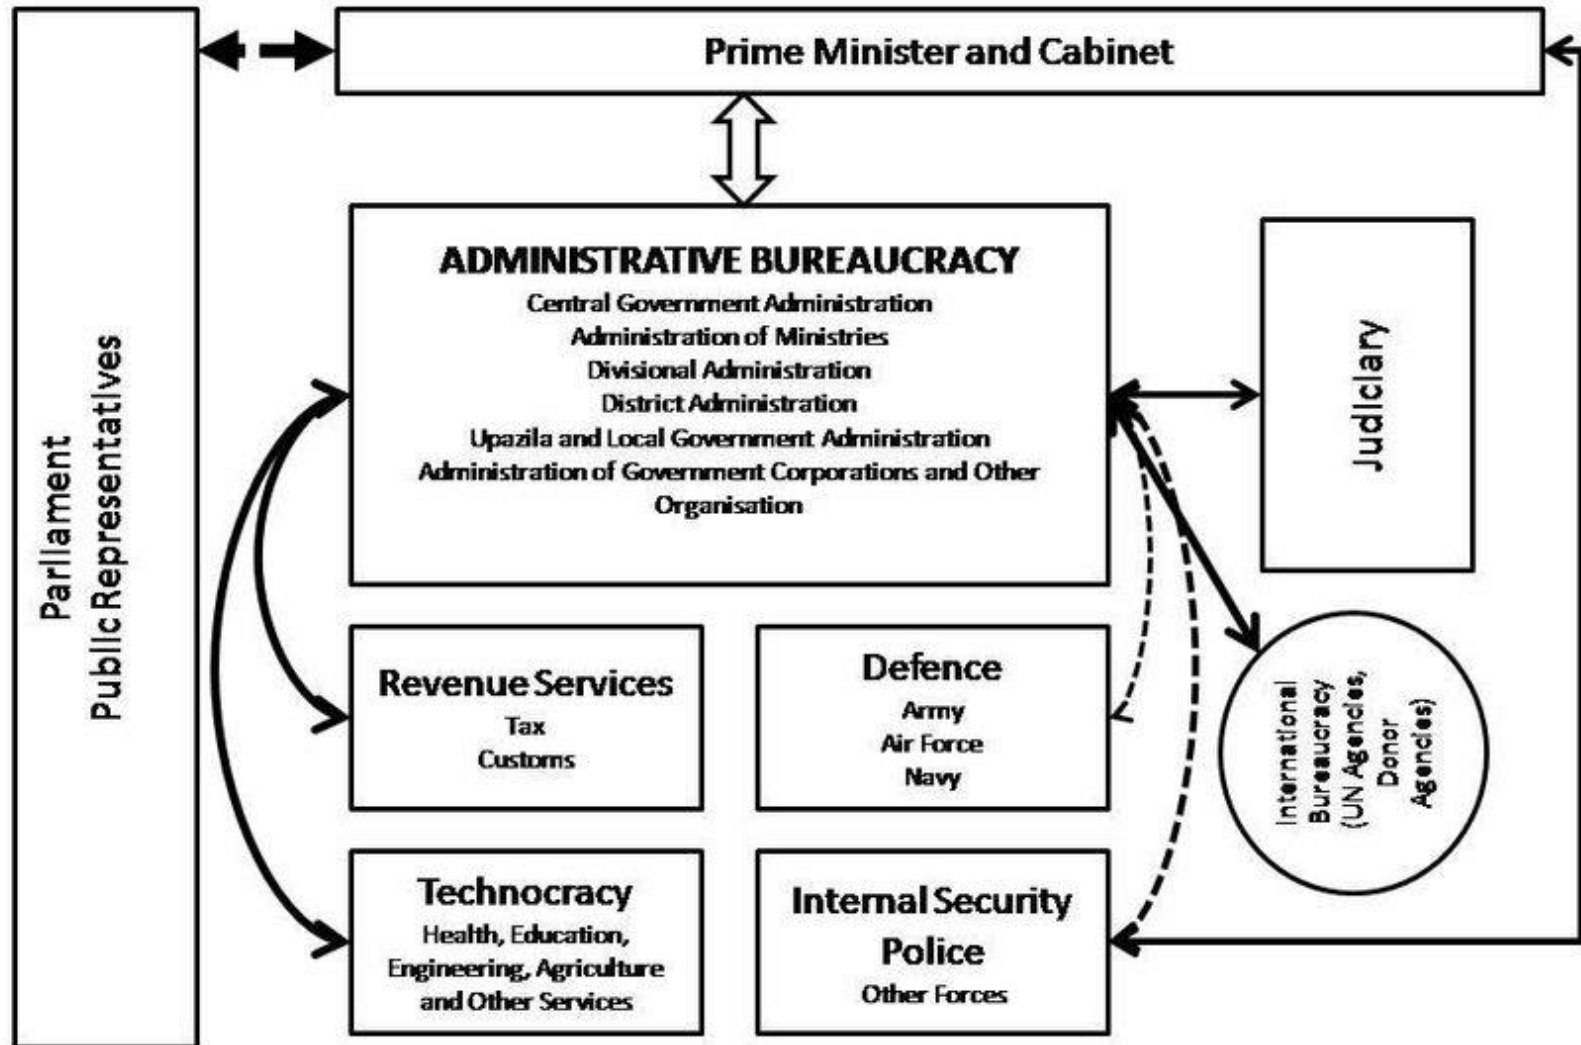 Parliament
Public Representatives
Prime Minister and Cabinet
ADMINISTRATIVE BUREAUCRACY
Central Government Administration
Administration of Ministries
Divisional Administration
District Administration
Upazila and Local Government Administration
Administration of Government Corporations and Other
Organisation
Judiciary
Revenue Services
Tax
Customs
Defence
Army
Air Force
Navy
International
Bureaucracy
(UN Agencies,
Donor
Agencies)
Technocracy
Health, Education,
Engineering, Agriculture
and Other Services
Internal Security
Police
Other Forces